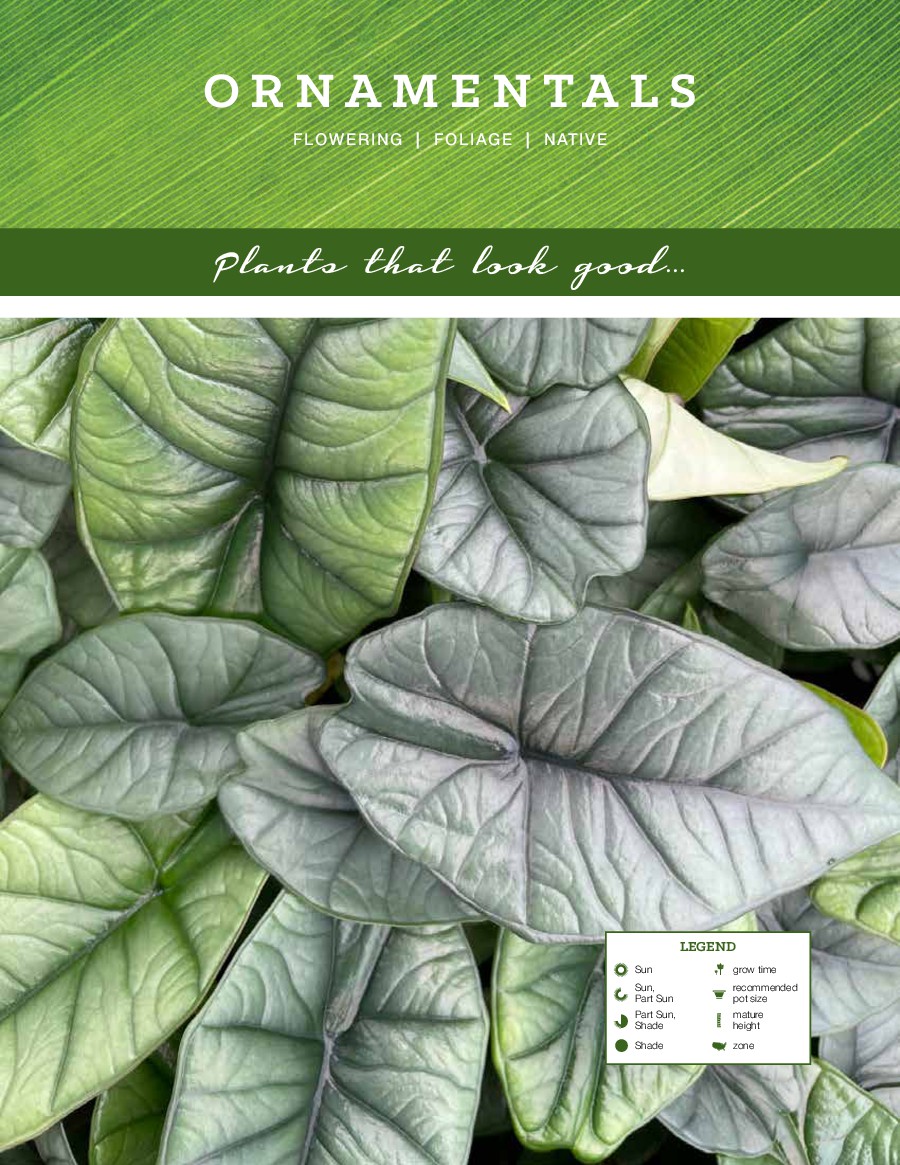 ORNAMENTALS
FLOWERING | FOLIAGE | NATIVE
Plants that look good...
LEGEND
Sun
Sun,
Part Sun
Part Sun,
Shade
Shade
grow time
recommended
pot size
mature
height
zone